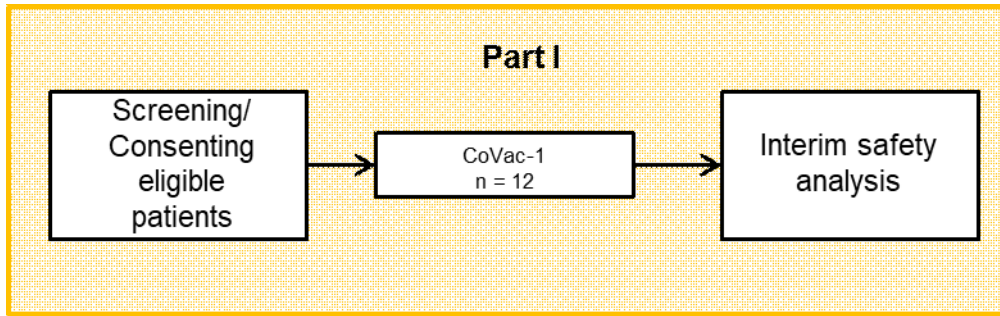 Part I
Screening/
Consenting
eligible
patients
CoVac-1
n = 12
Interim safety
analysis